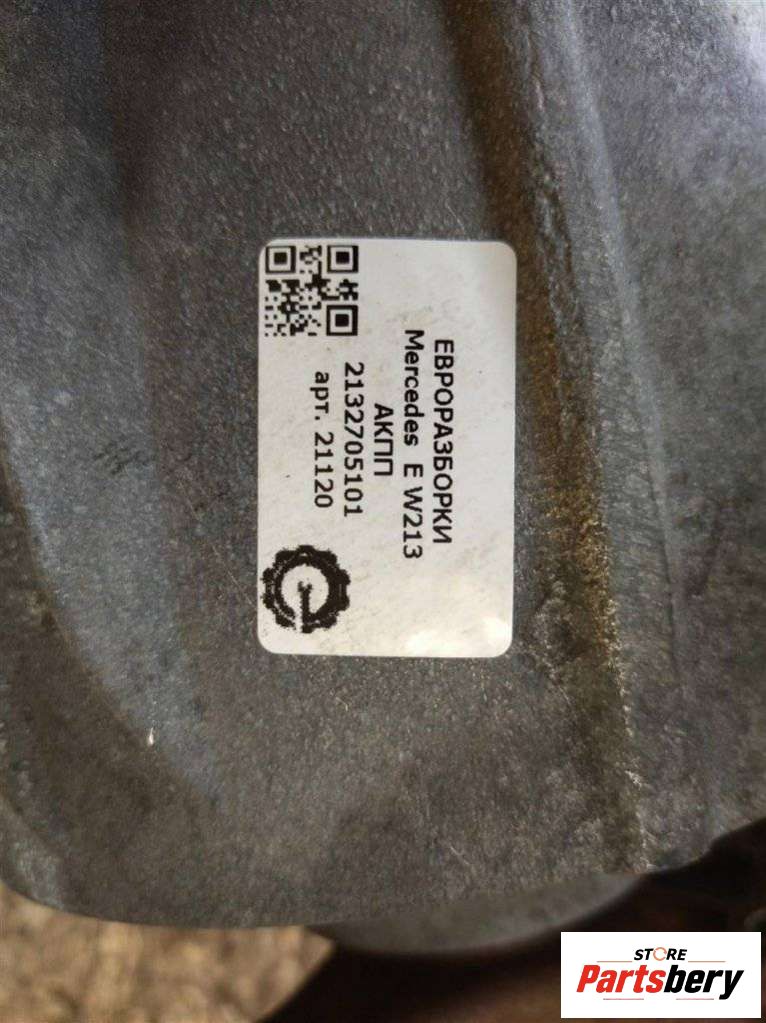 ЕВРОРАЗБОРКИ
Mercedes E W213
АКПП
2132705101
арт. 21120
STORE
Partsbery